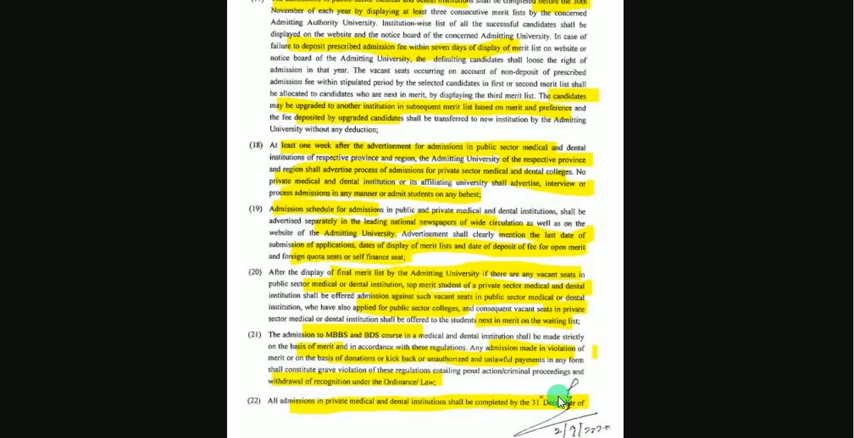 November of each year by displaying at least three consecutive merit lists by the concerned
Admitting Authority University. Institution-wise list of all the successful candidates shall be
displayed on the website and the notice board of the concerned Admitting University. In case of
failure to deposit prescribed admission fee within seven days of display of merit list on website or
notice board of the Admitting University, the defaulting candidates shall loose the right of
admission in that year. The vacant seats occurring on account of non-deposit of prescribed
admission fee within stipulated period by the selected candidates in first or second merit list shall
be allocated to candidates who are next in merit, by displaying the third merit list. The candidates
may be upgraded to another institution in subsequent merit list based on merit and preference and
the fee deposited by upgraded candidates shall be transferred to new institution by the Admitting
University without any deduction;
(18) At least one week after the advertisement for admissions in public sector medical and dental
institutions of respective province and region, the Admitting University of the respective province
and region shall advertise process of admissions for private sector medical and dental colleges. No
private medical and dental institution or its affiliating university shall advertise, interview or
process admissions in any manner or admit students on any behest;
(19) Admission schedule for admissions in public and private medical and dental institutions, shall be
advertised separately in the leading national newspapers of wide circulation as well as on the
website of the Admitting University. Advertisement shall clearly mention the last date of
submission of applications, dates of display of merit lists and date of deposit of fee for open merit
and foreign quota seats or self finance seat;
(20) After the display of final merit list by the Admitting University if there are any vacant seats in
public sector medical or dental institution, top merit student of a private sector medical and dental
institution shall be offered admission against such vacant seats in public sector medical or dental
institution, who have also applied for public sector colleges, and consequent vacant seats in private
sector medical or dental institution shall be offered to the students next in merit on the waiting list;
(21) The admission to MBBS and BDS course in a medical and dental institution shall be made strictly
on the basis of merit and in accordance with these regulations. Any admission made in violation of
merit or on the basis of donations or kick back or unauthorized and unlawful payments in any form
shall constitute grave violation of these regulations entailing penal action/criminal proceedings and
withdrawal of recognition under the Ordinance/ Law;
(22) All admissions in private medical and dental institutions shall be completed by the 31st of
2/9/2020